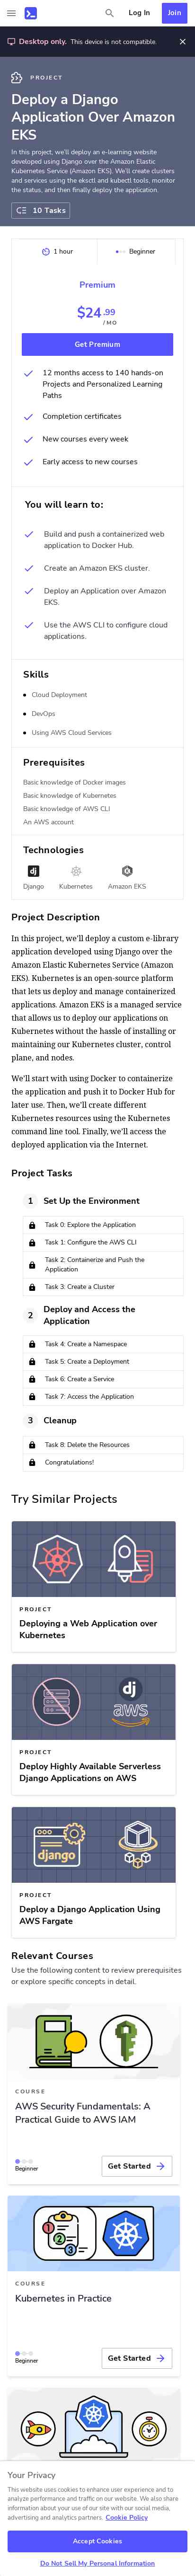 Log In
Join
Desktop only. This device is not compatible.
PROJECT
Deploy a Django
Application Over Amazon
EKS
In this project, we'll deploy an e-learning website
developed using Django over the Amazon Elastic
Kubernetes Service (Amazon EKS). We'll create clusters
and services using the eksctl and kubectl tools, monitor
the status, and then finally deploy the application.
10 Tasks
1 hour
Beginner
Premium
$24.99
/MO
Get Premium
12 months access to 140 hands-on
Projects and Personalized Learning
Paths
Completion certificates
New courses every week
Early access to new courses
You will learn to:
Build and push a containerized web
application to Docker Hub.
Create an Amazon EKS cluster.
Deploy an Application over Amazon
EKS.
Use the AWS CLI to configure cloud
applications.
Skills
Cloud Deployment
DevOps
Using AWS Cloud Services
Prerequisites
Basic knowledge of Docker images
Basic knowledge of Kubernetes
Basic knowledge of AWS CLI
An AWS account
Technologies
dj
Django
Kubernetes
Amazon EKS
Project Description
In this project, we'll deploy a custom e-library
application developed using Django over the
Amazon Elastic Kubernetes Service (Amazon
EKS). Kubernetes is an open-source platform
that lets us deploy and manage containerized
applications. Amazon EKS is a managed service
that allows us to deploy our applications on
Kubernetes without the hassle of installing or
maintaining our Kubernetes cluster, control
plane, and nodes.
We'll start with using Docker to containerize
the application and push it to Docker Hub for
later use. Then, we'll create different
Kubernetes resources using the Kubernetes
command line tool. Finally, we'll access the
deployed application via the Internet.
Project Tasks
1 Set Up the Environment
Task 0: Explore the Application
Task 1: Configure the AWS CLI
Task 2: Containerize and Push the
Application
Task 3: Create a Cluster
2 Deploy and Access the
Application
Task 4: Create a Namespace
Task 5: Create a Deployment
Task 6: Create a Service
Task 7: Access the Application
3 Cleanup
Task 8: Delete the Resources
Congratulations!
Try Similar Projects
PROJECT
Deploying a Web Application over
Kubernetes
dj
aws
PROJECT
Deploy Highly Available Serverless
Django Applications on AWS
django
PROJECT
Deploy a Django Application Using
AWS Fargate
Relevant Courses
Use the following content to review prerequisites
or explore specific concepts in detail.
COURSE
AWS Security Fundamentals: A
Practical Guide to AWS IAM
Beginner
Get Started
COURSE
Kubernetes in Practice
Beginner
Get Started
Your Privacy
This website uses cookies to enhance user experience and to
analyze performance and traffic on our website. We also share
information about your use of our site with our social media,
advertising and analytics partners. Cookie Policy
Accept Cookies
Do Not Sell My Personal Information